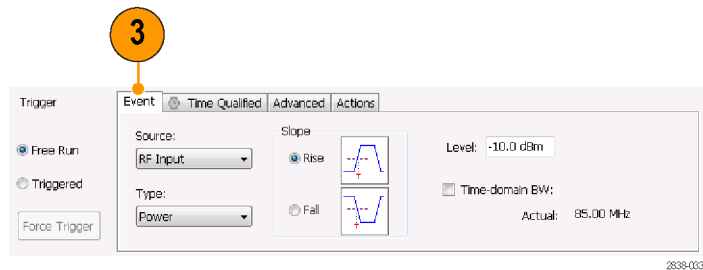 3
Trigger
Event Time Qualified Advanced Actions
Free Run
Triggered
Force Trigger
Source:
RF Input
Type:
Power
Slope
Rise
T
Fall
T
Level: -10.0 dBm
Time-domain BW:
Actual: 85.00 MHz
2838-033